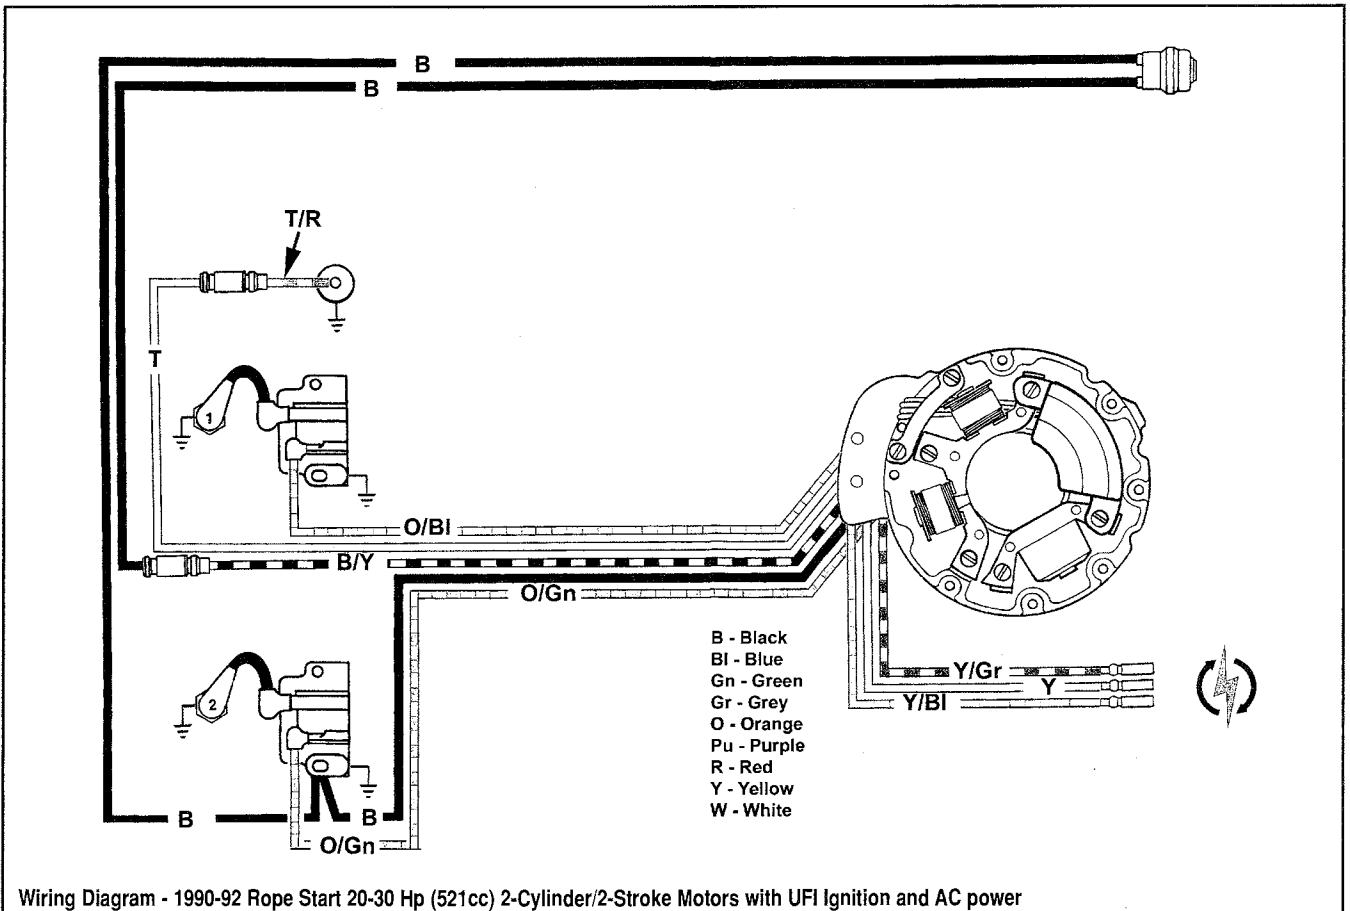 B
B
T/R
T
1
O/Bl
B/Y
O/Gn
B - Black
Bl - Blue
Gn - Green
Gr - Grey
O - Orange
Pu - Purple
R - Red
Y - Yellow
W - White
Y/Gr
Y
Y/Bl
2
B
B
O/Gn
Wiring Diagram - 1990-92 Rope Start 20-30 Hp (521cc) 2-Cylinder/2-Stroke Motors with UFI Ignition and AC power